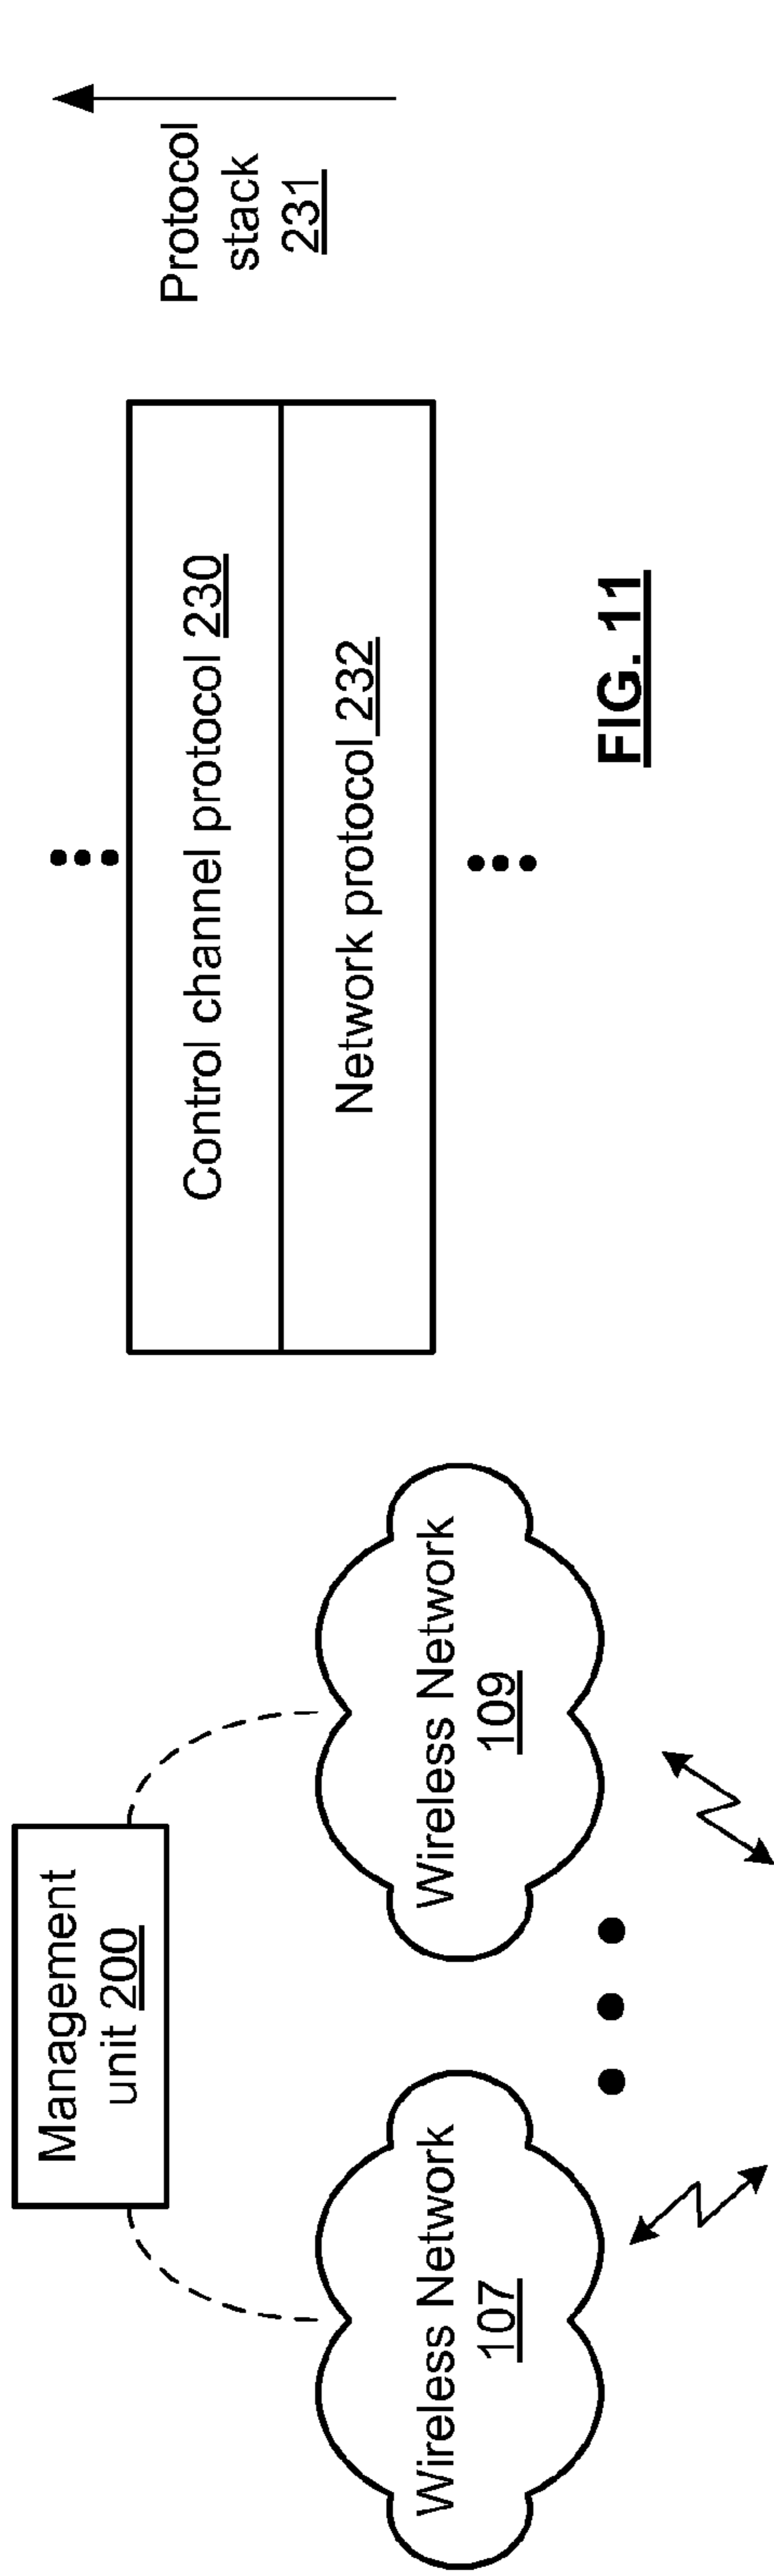 Management
unit 200
Wireless Network
107
Wireless Network
109
Control channel protocol 230
Network protocol 232
Protocol
stack
231
FIG. 11